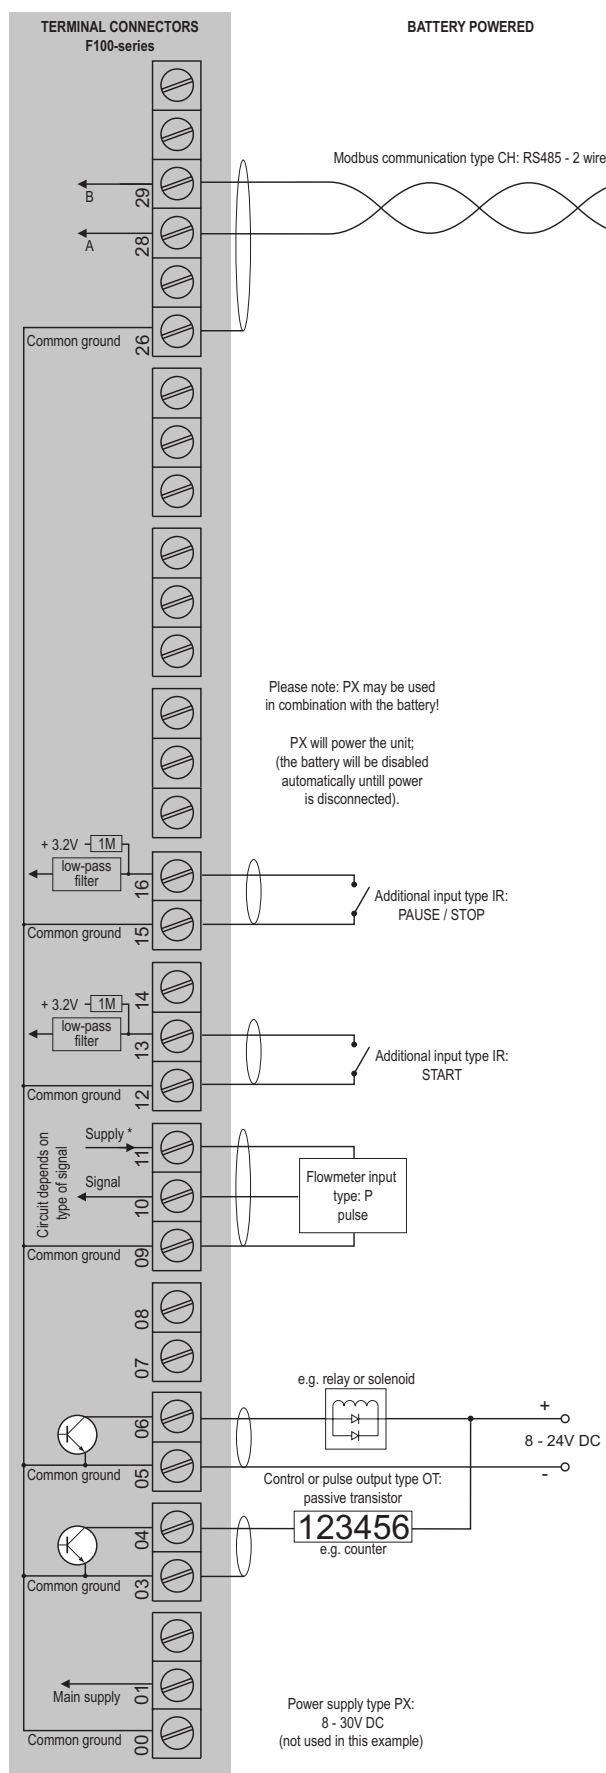 TERMINAL CONNECTORS
F100-series
BATTERY POWERED
Modbus communication type CH: RS485 - 2 wire
B
29
A
28
Common ground
26
Please note: PX may be used
in combination with the battery!
PX will power the unit;
(the battery will be disabled
automatically untill power
is disconnected).
+ 3.2V
1M
low-pass
filter
16
Additional input type IR:
PAUSE / STOP
Common ground
15
14
+ 3.2V
1M
low-pass
filter
13
Additional input type IR:
START
Common ground
12
Circuit depends on
type of signal
Supply *
11
Signal
10
Flowmeter input
type: P
pulse
Common ground
09
08
07
e.g. relay or solenoid
06
+
8 - 24V DC
-
Common ground
05
Control or pulse output type OT:
passive transistor
04
123456
e.g. counter
Common ground
03
Main supply
01
Power supply type PX:
8 - 30V DC
(not used in this example)
Common ground
00